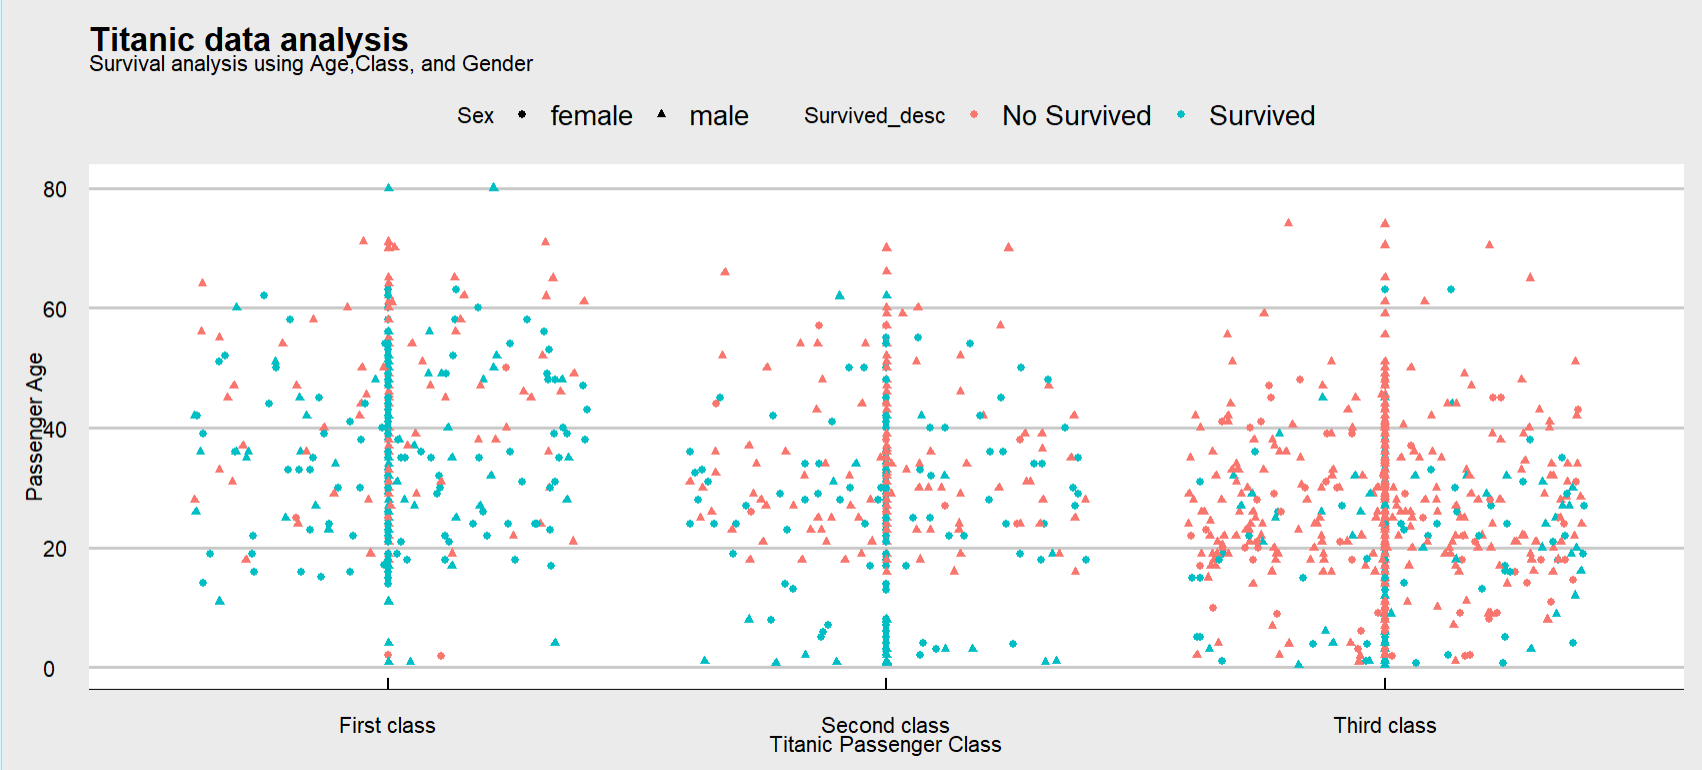 Titanic data analysis
Survival analysis using Age,Class, and Gender
Sex female male Survived_desc No Survived Survived
Passenger Age
80
60
40
20
0
First class Second class Third class
Titanic Passenger Class